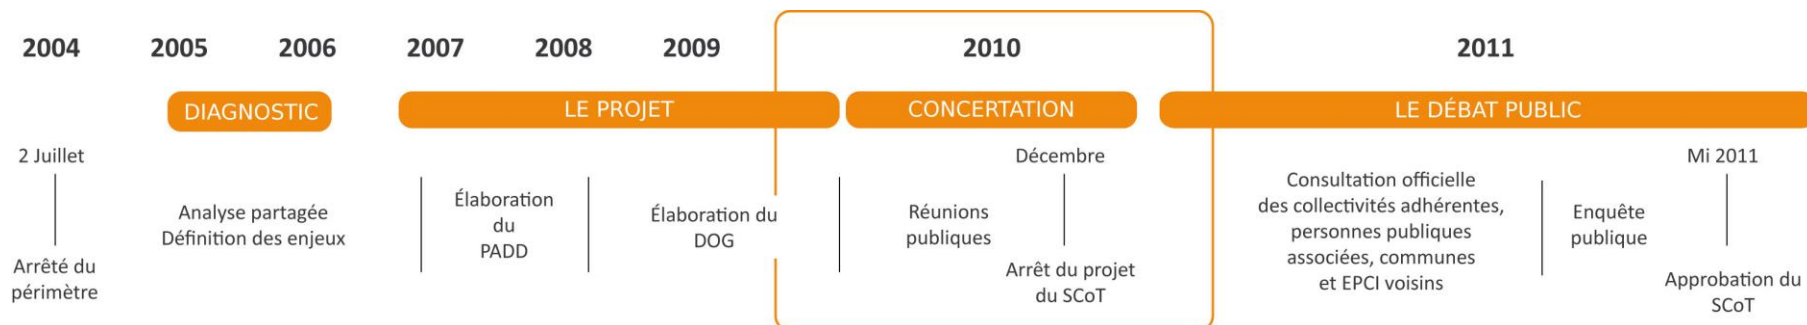 2004 2005 2006 2007 2008 2009 2010 2011
DIAGNOSTIC LE PROJET CONCERTATION LE DÉBAT PUBLIC
2 Juillet
Arrêté du
périmètre
Analyse partagée
Définition des enjeux
Élaboration
du
PADD
Élaboration du
DOG
Réunions
publiques
Décembre
Arrêt du projet
du SCoT
Consultation officielle
des collectivités adhérentes,
personnes publiques
associées, communes
et EPCI voisins
Enquête
publique
Mi 2011
Approbation du
SCoT